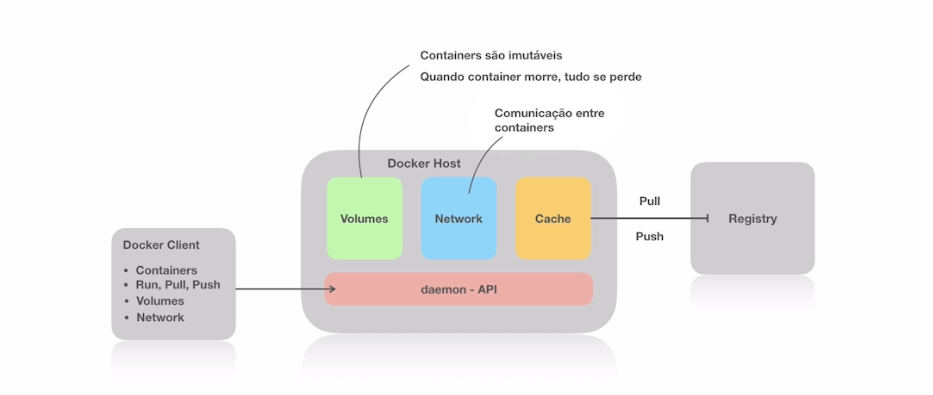 Containers são imutáveis
Quando container morre, tudo se perde
Comunicação entre
containers
Docker Host
Volumes
Network
Cache
daemon - API
Docker Client
• Containers
• Run, Pull, Push
• Volumes
• Network
Pull
Push
Registry